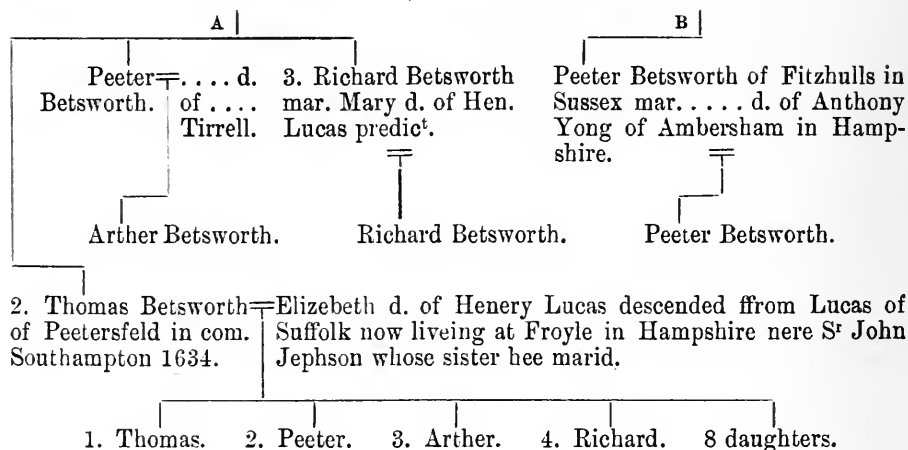 A
B
Peeter=. . . . d.
Betsworth. of . . . .
Tirrell.
3. Richard Betsworth
mar. Mary d. of Hen.
Lucas predicᵗ.
Peeter Betsworth of Fitzhulls in
Sussex mar. . . . . d. of Anthony
Yong of Ambersham in Hamp-
shire.
Arther Betsworth.
Richard Betsworth.
Peeter Betsworth.
2. Thomas Betsworth=Elizebeth d. of Henery Lucas descended ffrom Lucas of
of Peetersfeld in com. Suffolk now liveing at Froyle in Hampshire nere Sʳ John
Southampton 1634. Jephson whose sister hee marid.
1. Thomas. 2. Peeter. 3. Arther. 4. Richard. 8 daughters.